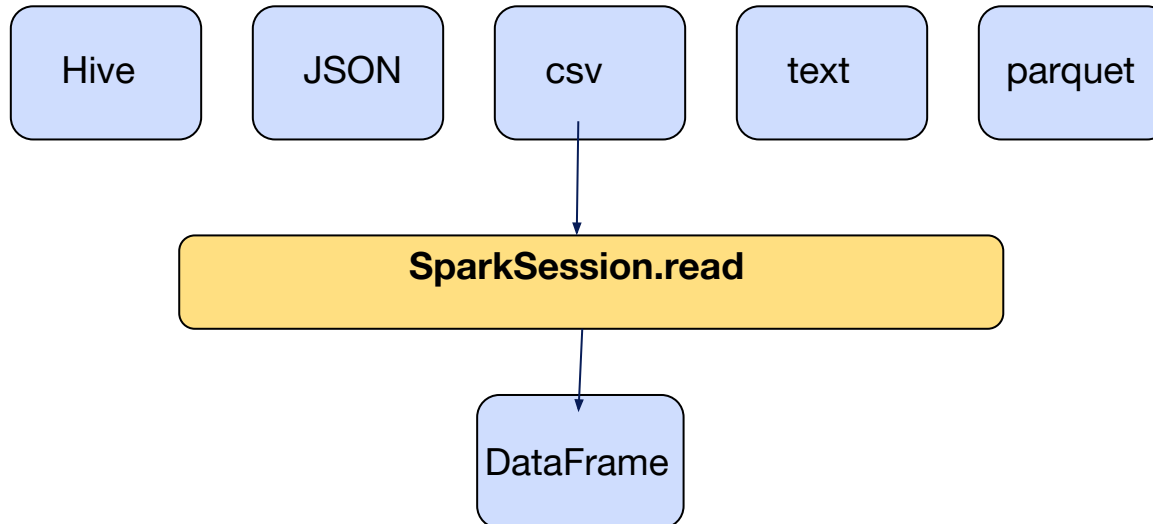 Hive
JSON
csv
text
parquet
SparkSession.read
DataFrame